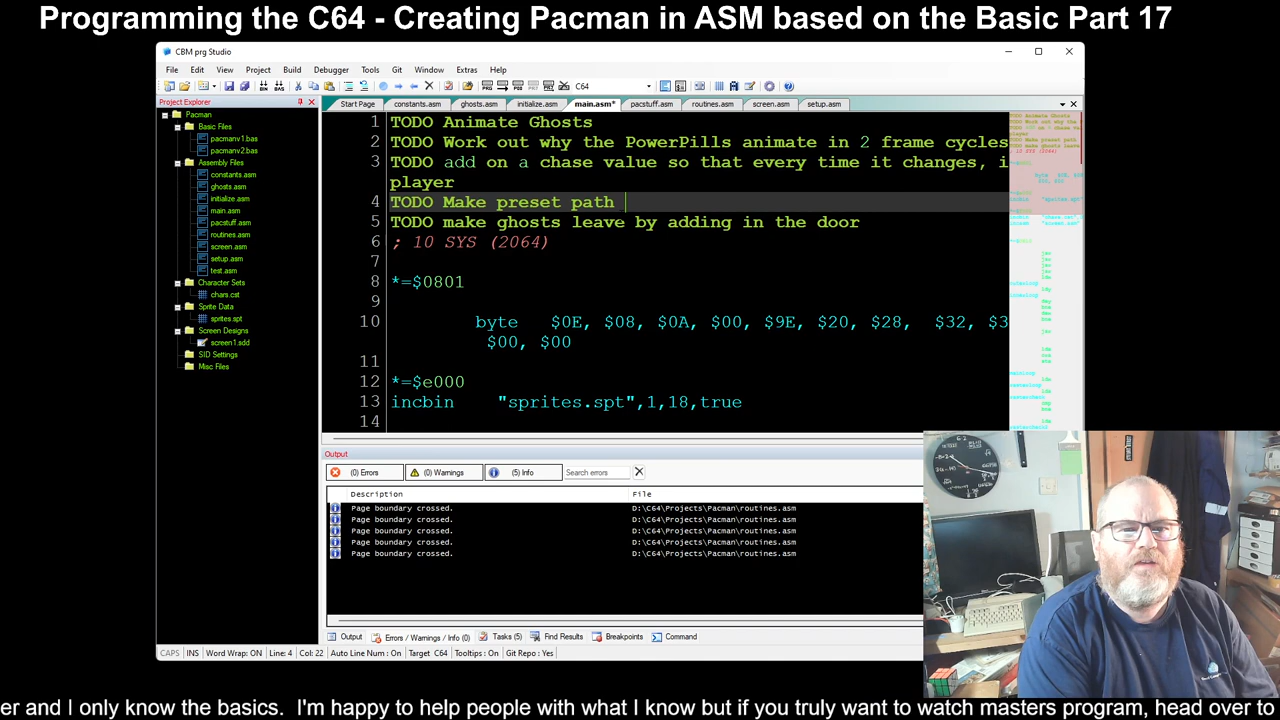 Programming the C64 - Creating Pacman in ASM based on the Basic Part 17
CBM prg Studio
File Edit View Project Build Debugger Tools Git Window Extras Help
C64
Project Explorer
Start Page constants.asm ghosts.asm initialize.asm main.asm* pacstuff.asm routines.asm screen.asm setup.asm
Pacman
Basic Files
pacmanv1.bas
pacmanv2.bas
Assembly Files
constants.asm
ghosts.asm
initialize.asm
main.asm
pacstuff.asm
routines.asm
screen.asm
setup.asm
test.asm
Character Sets
chars.cst
Sprite Data
sprites.spt
Screen Designs
screen1.sdd
SID Settings
Misc Files
1 TODO Animate Ghosts
2 TODO Work out why the PowerPills animate in 2 frame cycles
3 TODO add on a chase value so that every time it changes, i
player
4 TODO Make preset path
5 TODO make ghosts leave by adding in the door
6 ; 10 SYS (2064)
7
8 *=$0801
9
10 byte $0E, $08, $0A, $00, $9E, $20, $28, $32, $3
$00, $00
11
12 *=$e000
13 incbin "sprites.spt",1,18,true
14
Output
(0) Errors (0) Warnings (5) Info Search errors
Description File
Page boundary crossed. D:\C64\Projects\Pacman\routines.asm
Page boundary crossed. D:\C64\Projects\Pacman\routines.asm
Page boundary crossed. D:\C64\Projects\Pacman\routines.asm
Page boundary crossed. D:\C64\Projects\Pacman\routines.asm
Page boundary crossed. D:\C64\Projects\Pacman\routines.asm
Output Errors / Warnings / Info (0) Tasks (5) Find Results Breakpoints Command
CAPS INS Word Wrap: ON Line: 4 Col: 22 Auto Line Num : On Target C64 Tooltips : On Git Repo : Yes
er and I only know the basics. I'm happy to help people with what I know but if you truly want to watch masters program, head over to